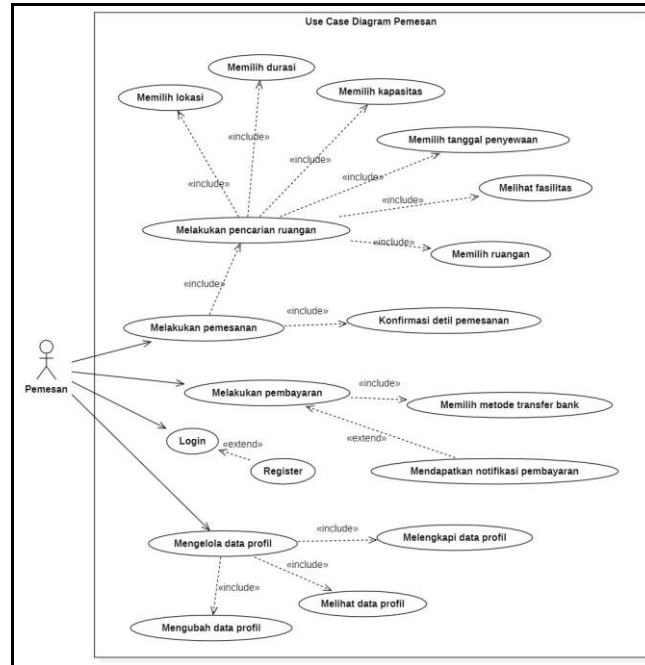 Use Case Diagram Pemesan
Memilih durasi
Memilih lokasi
Memilih kapasitas
«include»
«include»
«include»
Memilih tanggal penyewaan
«include»
Melihat fasilitas
«include»
Melakukan pencarian ruangan
«include»
Memilih ruangan
«include»
Melakukan pemesanan
«include»
Konfirmasi detil pemesanan
Pemesan
Melakukan pembayaran
«include»
Memilih metode transfer bank
«extend»
Login
«extend»
Register
Mendapatkan notifikasi pembayaran
Mengelola data profil
«include»
Melengkapi data profil
«include»
«include»
Melihat data profil
Mengubah data profil